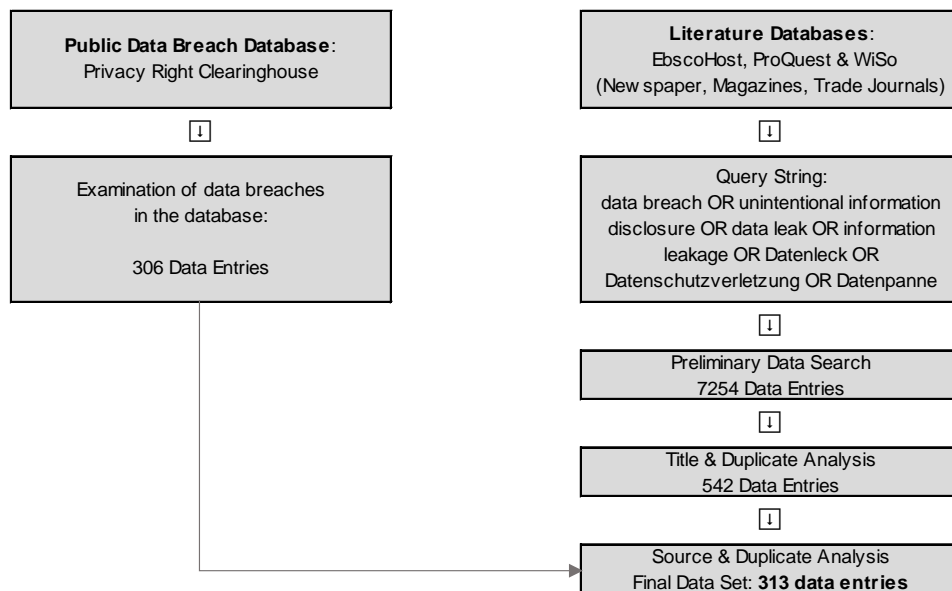 Public Data Breach Database:
Privacy Right Clearinghouse
↓
Examination of data breaches
in the database:
306 Data Entries
Literature Databases:
EbscoHost, ProQuest & WiSo
(New spaper, Magazines, Trade Journals)
↓
Query String:
data breach OR unintentional information
disclosure OR data leak OR information
leakage OR Datenleck OR
Datenschutzverletzung OR Datenpanne
↓
Preliminary Data Search
7254 Data Entries
↓
Title & Duplicate Analysis
542 Data Entries
↓
Source & Duplicate Analysis
Final Data Set: 313 data entries